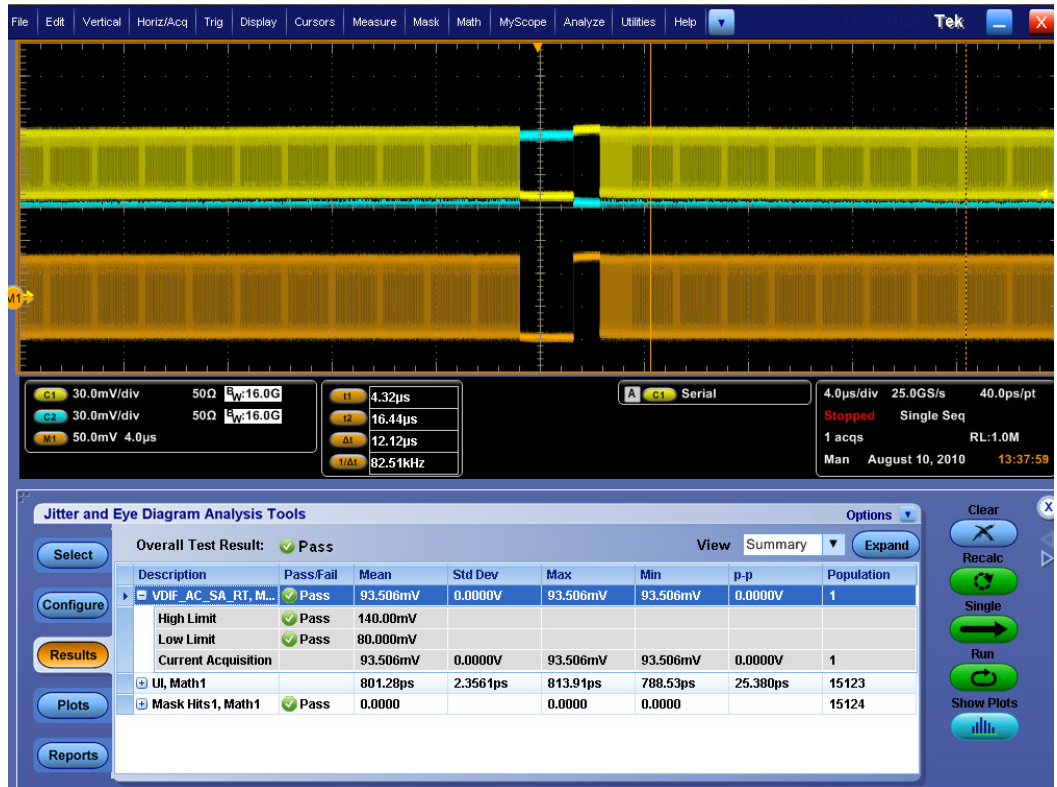 File Edit Vertical Horiz/Acq Trig Display Cursors Measure Mask Math MyScope Analyze Utilities Help Tek X
M1
C1 30.0mV/div 50Ω BW:16.0G
C2 30.0mV/div 50Ω BW:16.0G
M1 50.0mV 4.0µs
t1 4.32µs
t2 16.44µs
Δt 12.12µs
1/Δt 82.51kHz
A C1 Serial
4.0µs/div 25.0GS/s 40.0ps/pt
Stopped Single Seq
1 acqs RL:1.0M
Man August 10, 2010 13:37:59
Jitter and Eye Diagram Analysis Tools Options X
Select
Configure
Results
Plots
Reports
Overall Test Result: Pass View Summary Expand
Description Pass/Fail Mean Std Dev Max Min p-p Population
VDIF_AC_SA_RT, M... Pass 93.506mV 0.0000V 93.506mV 93.506mV 0.0000V 1
High Limit Pass 140.00mV
Low Limit Pass 80.000mV
Current Acquisition 93.506mV 0.0000V 93.506mV 93.506mV 0.0000V 1
UI, Math1 801.28ps 2.3561ps 813.91ps 788.53ps 25.380ps 15123
Mask Hits1, Math1 Pass 0.0000 0.0000 0.0000 15124
Clear
Recalc
Single
Run
Show Plots